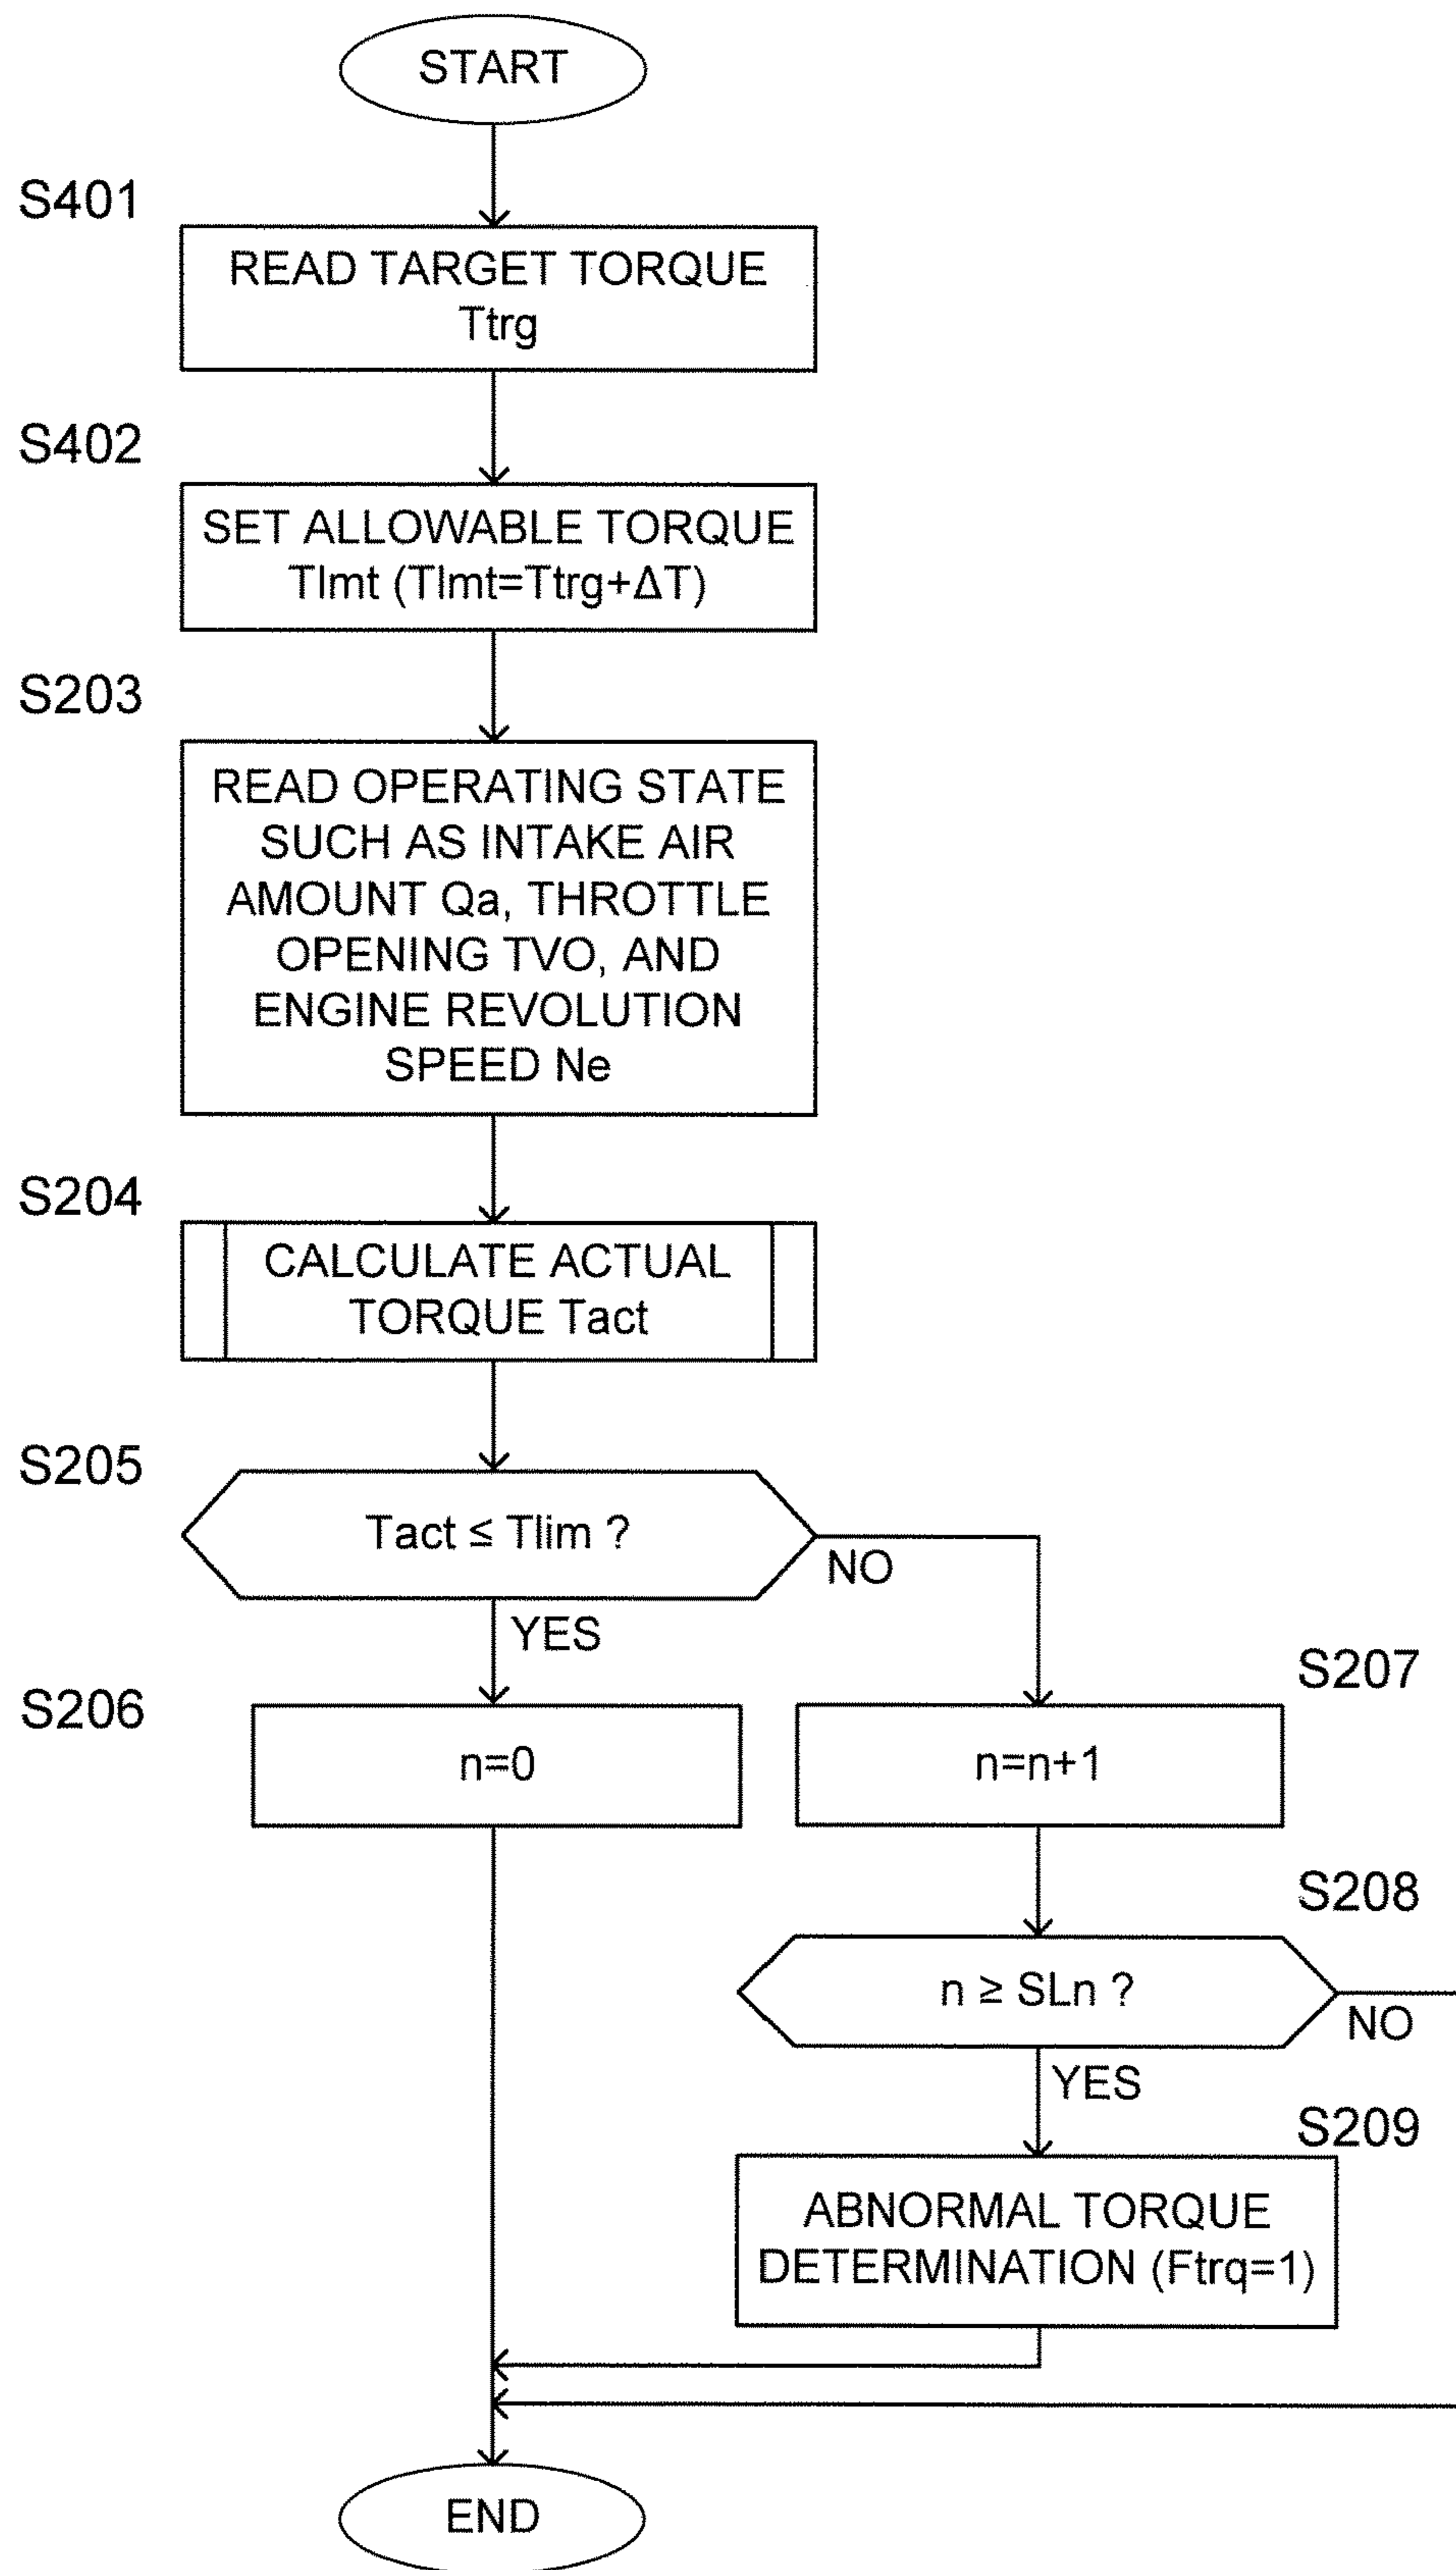 START
S401
READ TARGET TORQUE
Ttrg
S402
SET ALLOWABLE TORQUE
Tlmt (Tlmt=Ttrg+ΔT)
S203
READ OPERATING STATE
SUCH AS INTAKE AIR
AMOUNT Qa, THROTTLE
OPENING TVO, AND
ENGINE REVOLUTION
SPEED Ne
S204
CALCULATE ACTUAL
TORQUE Tact
S205
Tact ≤ Tlim ?
NO
YES
S206
n=0
S207
n=n+1
S208
n ≥ SLn ?
NO
YES
S209
ABNORMAL TORQUE
DETERMINATION (Ftrq=1)
END